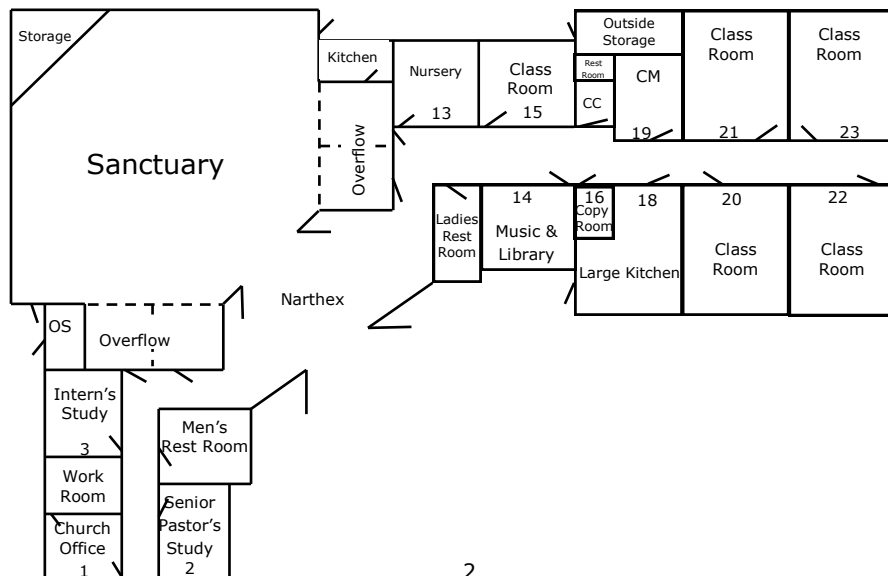 Storage
Sanctuary
Kitchen
Overflow
Nursery
13
Class
Room
15
Outside
Storage
Rest
Room
CC
CM
19
Class
Room
21
Class
Room
23
Ladies
Rest
Room
14
Music &
Library
16
Copy
Room
18
Large Kitchen
20
Class
Room
22
Class
Room
Narthex
OS
Overflow
Intern's
Study
3
Men's
Rest Room
Work
Room
Church
Office
1
Senior
Pastor's
Study
2
2